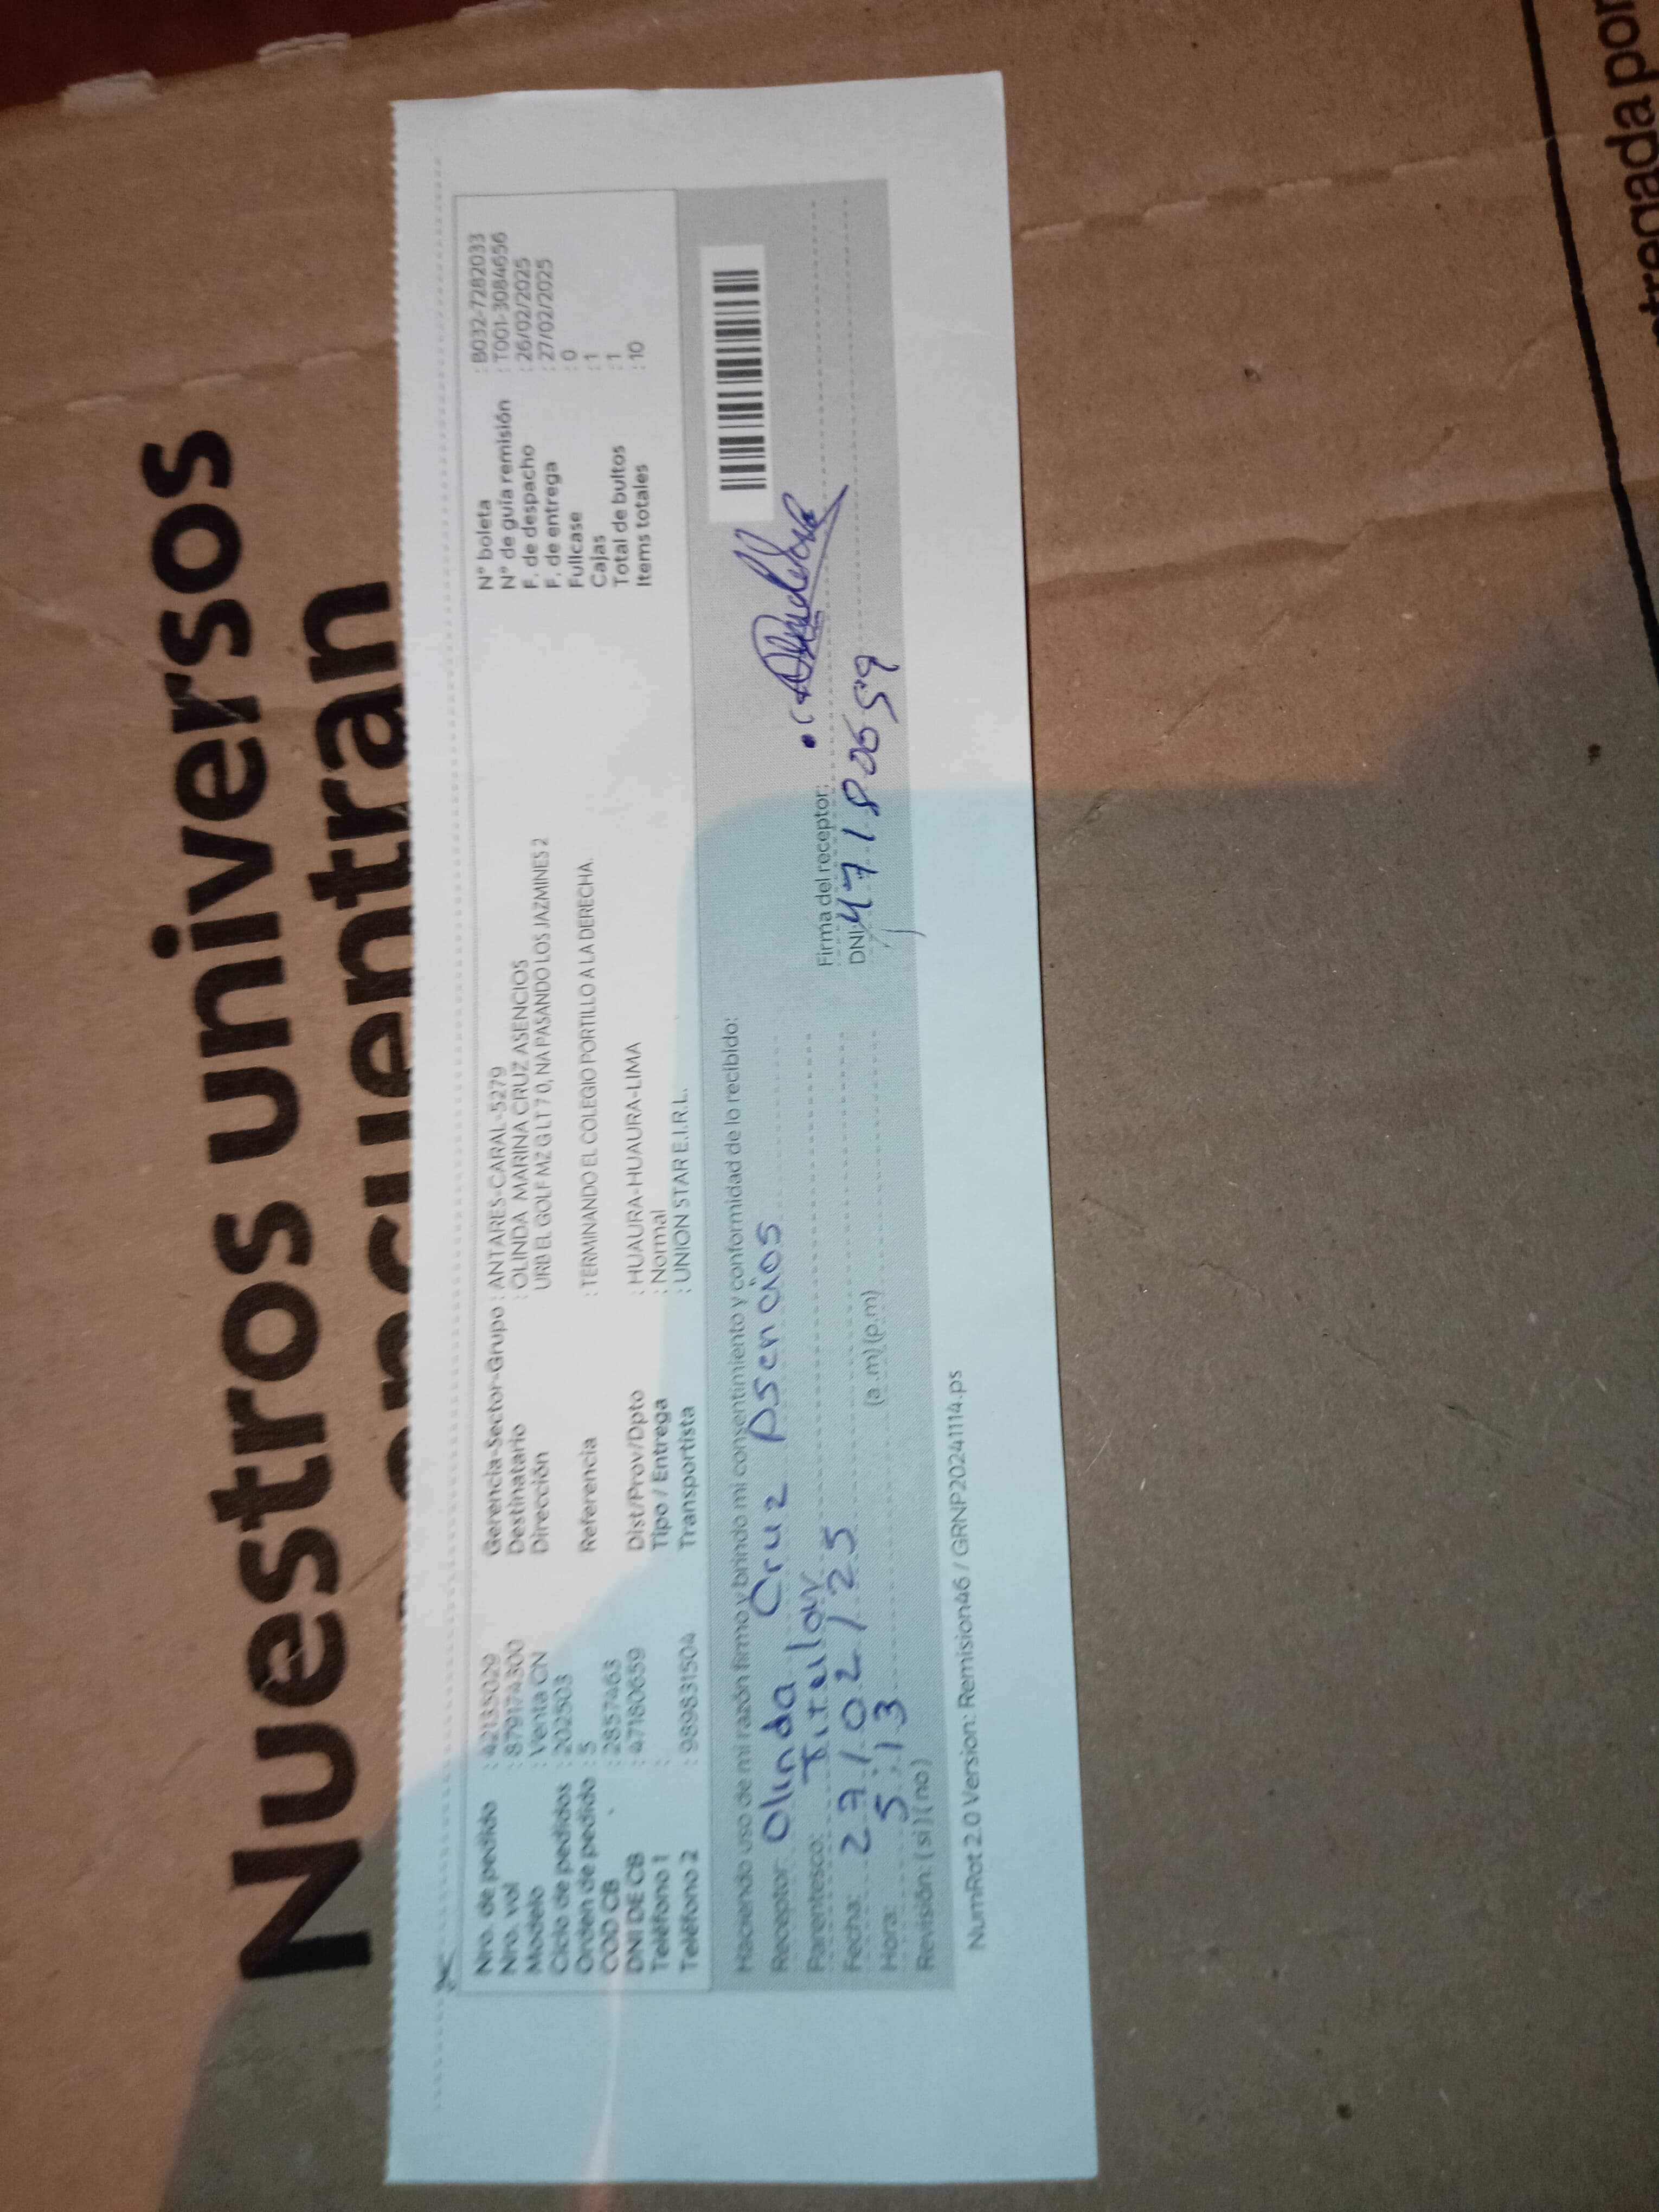 Nuestros universos
encuentran
entregada por
Nro. de pedido : 42135029
Nro. vol : 879174300
Modelo : Venta CN
Ciclo de pedidos : 202503
Orden de pedido : 5
COD CB : 2857463
DNI DE CB : 47180659
Teléfono 1 :
Teléfono 2 : 989831504
Gerencia-Sector-Grupo : ANTARES-CARAL-5279
Destinatario : OLINDA MARINA CRUZ ASENCIOS
Dirección URB EL GOLF MZ G LT 7 0, NA PASANDO LOS JAZMINES 2
Referencia : TERMINANDO EL COLEGIO PORTILLO A LA DERECHA.
Dist/Prov/Dpto : HUAURA-HUAURA-LIMA
Tipo / Entrega : Normal
Transportista : UNION STAR E.I.R.L.
N° boleta : B032-7282033
N° de guía remisión : T001-3084656
F. de despacho : 26/02/2025
F. de entrega : 27/02/2025
Fullcase : 0
Cajas : 1
Total de bultos : 1
Items totales : 10
Haciendo uso de mi razón firmo y brindo mi consentimiento y conformidad de lo recibido:
Receptor: Olinda Cruz Asencios
Parentesco: Titular
Fecha: 27/02/25
Hora: 5:13 (a.m) (p.m)
Revisión: (si) (no)
Firma del receptor:
DNI: 47180659
NumRot 2.0 Version: Remision46 / GRNP20241114.ps